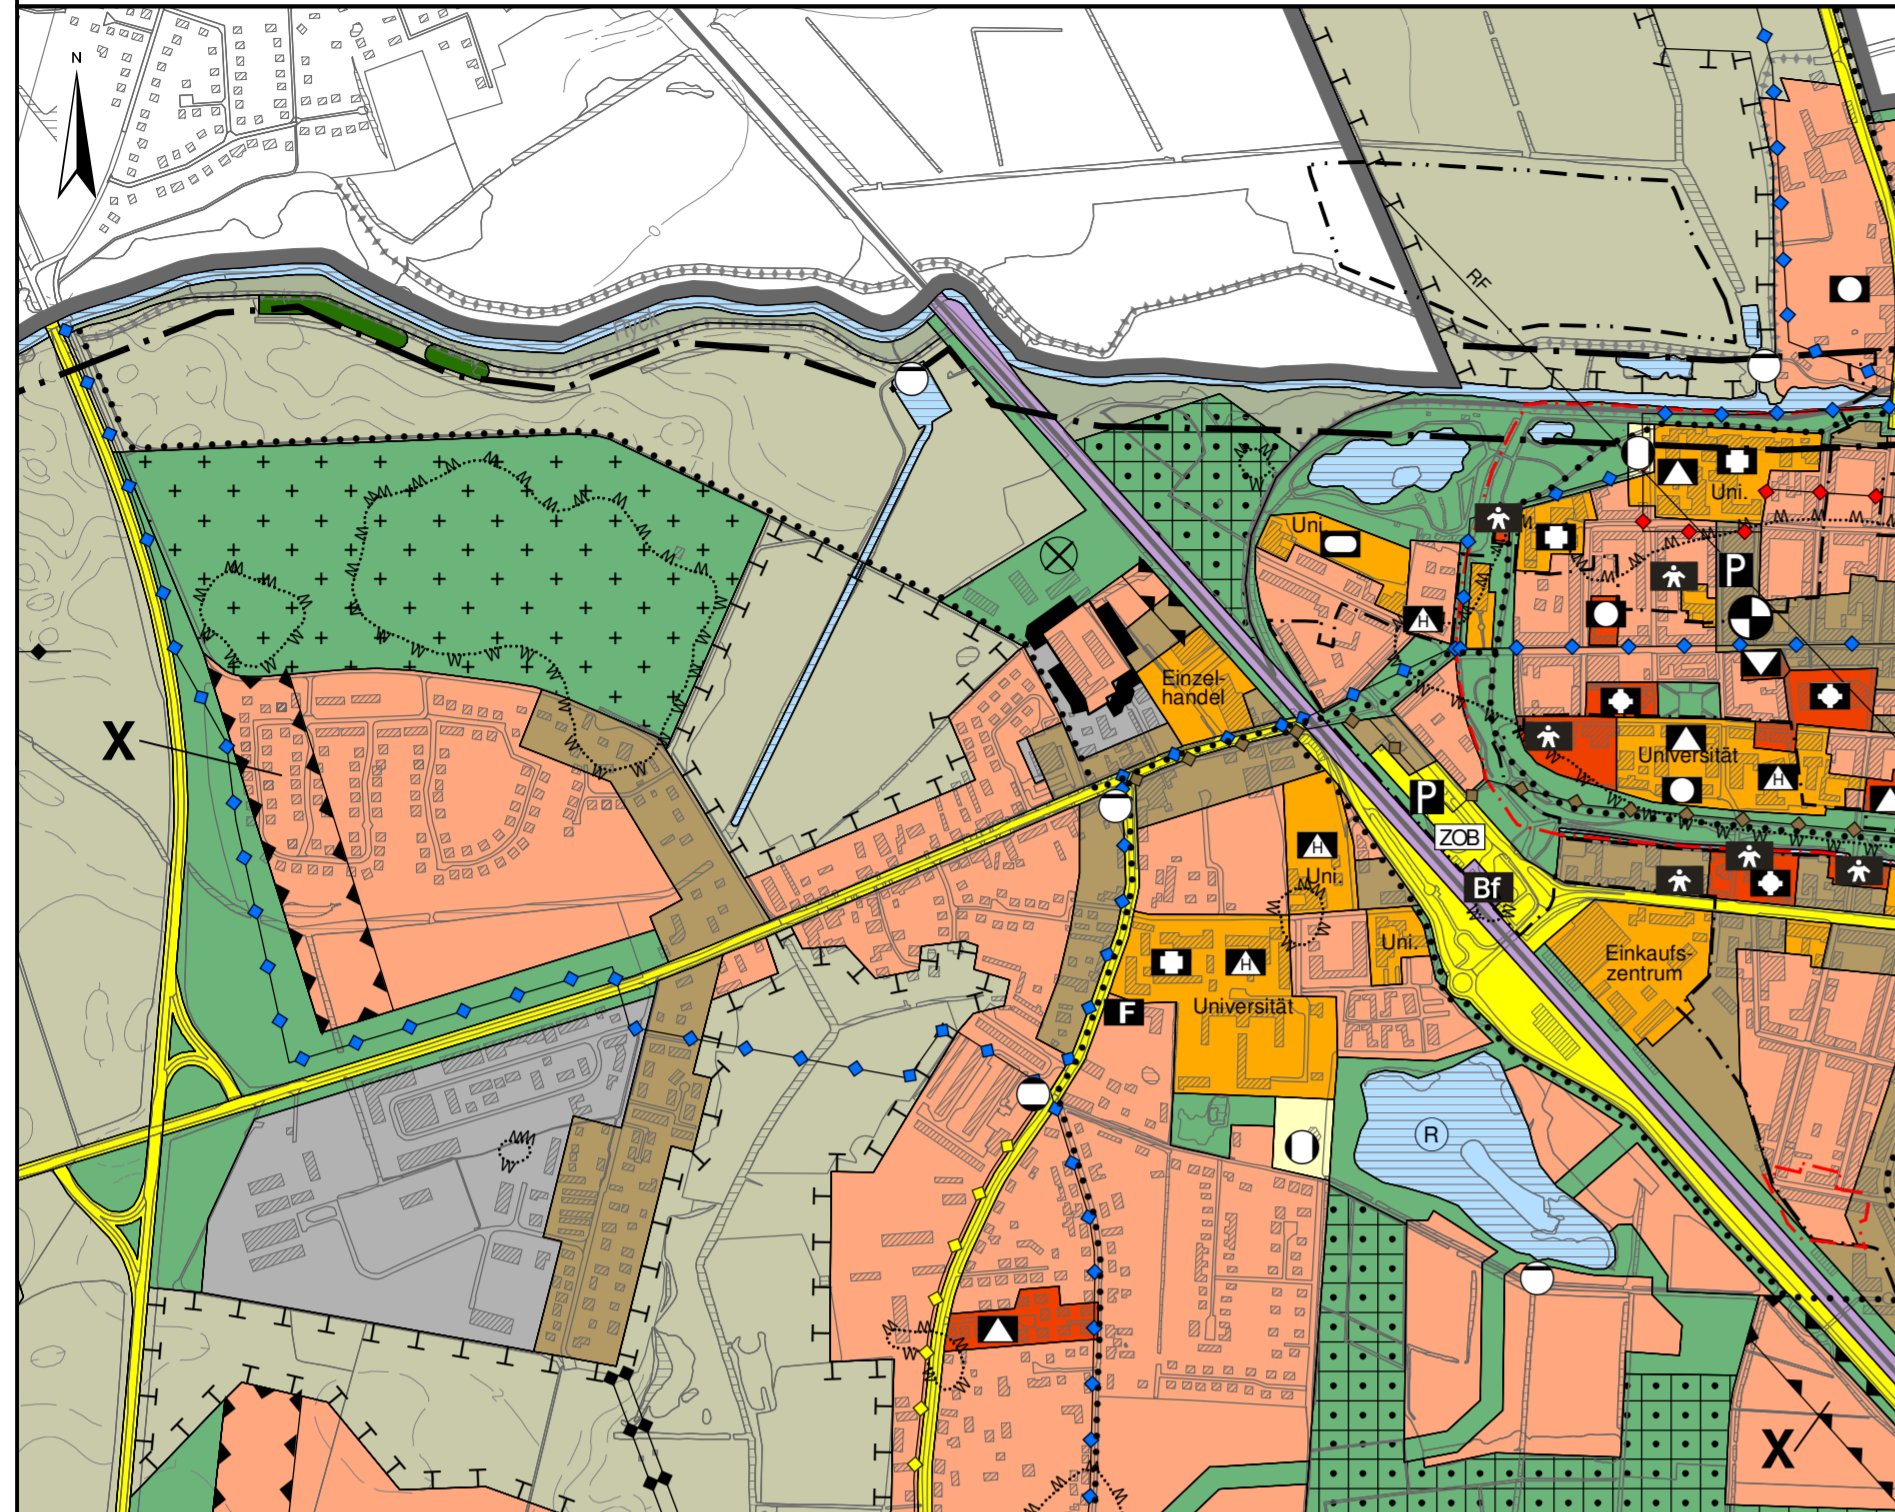 N
RF
Ryck
Uni.
Uni.
P
Einzel-
handel
X
Universität
H
H
P
ZOB
H
Uni.
Bf
Uni.
Einkaufs-
zentrum
H
Universität
F
R
X